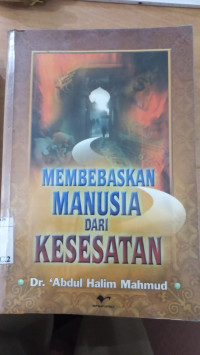 MEMBEBASKAN
MANUSIA
DARI
KESESATAN
Dr. 'Abdul Halim Mahmud